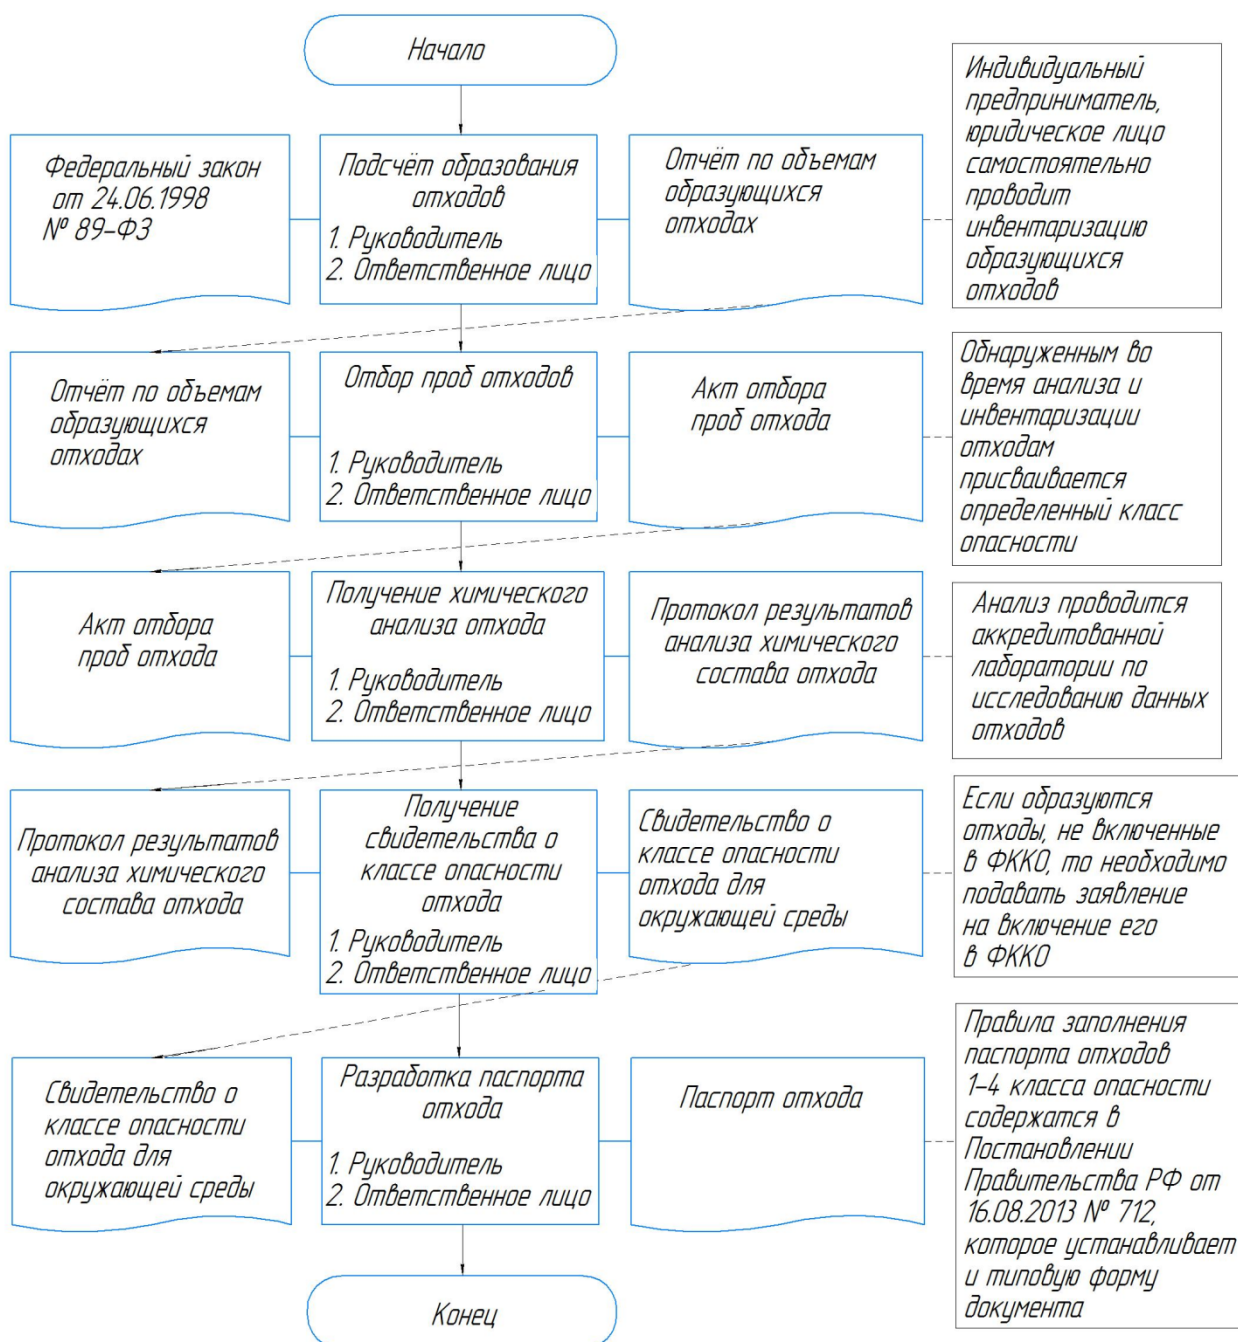 Начало
Индивидуальный
предприниматель,
юридическое лицо
самостоятельно
проводит
инвентаризацию
образующихся
отходов
Федеральный закон
от 24.06.1998
№ 89-ФЗ
Подсчёт образования
отходов
1. Руководитель
2. Ответственное лицо
Отчёт по объемам
образующихся
отходах
Отчёт по объемам
образующихся
отходах
Отбор проб отходов
1. Руководитель
2. Ответственное лицо
Акт отбора
проб отхода
Обнаруженным во
время анализа и
инвентаризации
отходам
присваивается
определенный класс
опасности
Акт отбора
проб отхода
Получение химического
анализа отхода
1. Руководитель
2. Ответственное лицо
Протокол результатов
анализа химического
состава отхода
Анализ проводится
аккредитованной
лаборатории по
исследованию данных
отходов
Протокол результатов
анализа химического
состава отхода
Получение
свидетельства о
классе опасности
отхода
1. Руководитель
2. Ответственное лицо
Свидетельство о
классе опасности
отхода для
окружающей среды
Если образуются
отходы, не включенные
в ФККО, то необходимо
подавать заявление
на включение его
в ФККО
Свидетельство о
классе опасности
отхода для
окружающей среды
Разработка паспорта
отхода
1. Руководитель
2. Ответственное лицо
Паспорт отхода
Правила заполнения
паспорта отходов
1-4 класса опасности
содержатся в
Постановлении
Правительства РФ от
16.08.2013 № 712,
которое устанавливает
и типовую форму
документа
Конец